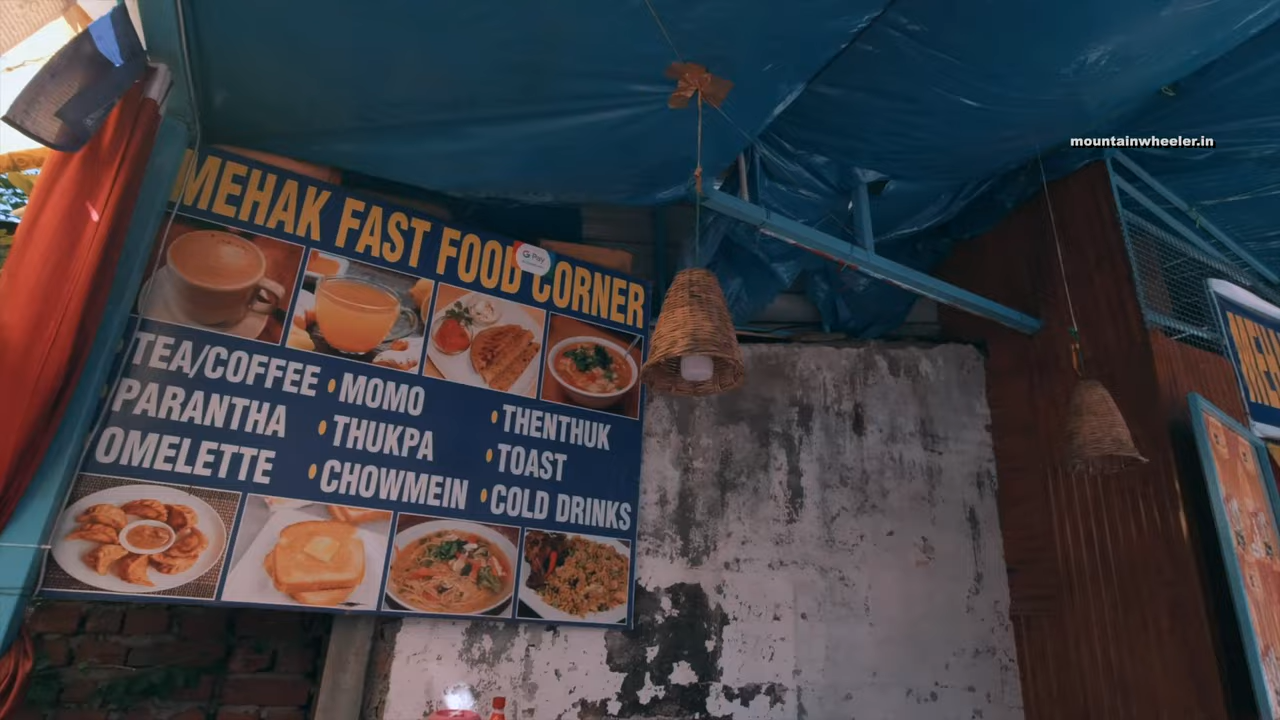 mountainwheeler.in
MEHAK FAST FOOD CORNER
G Pay
TEA/COFFEE
PARANTHA
OMELETTE
• MOMO
• THUKPA
• CHOWMEIN
• THENTHUK
• TOAST
• COLD DRINKS